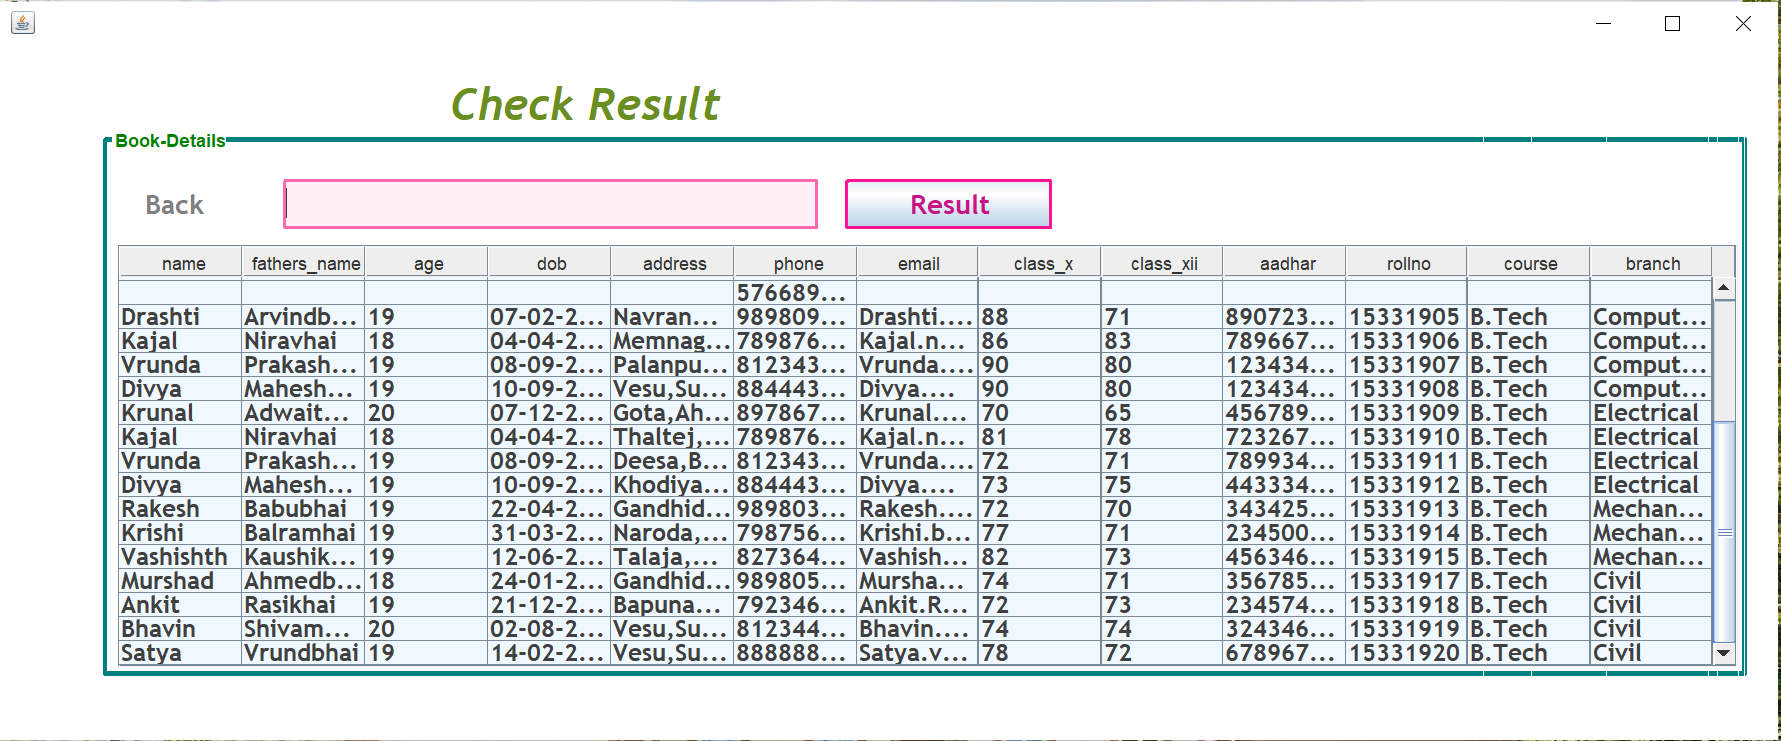 Check Result
Book-Details
Back Result
name fathers_name age dob address phone email class_x class_xii aadhar rollno course branch
576689...
Drashti Arvindb... 19 07-02-2... Navran... 989809... Drashti.... 88 71 890723... 15331905 B.Tech Comput...
Kajal Niravhai 18 04-04-2... Memnag... 789876... Kajal.n... 86 83 789667... 15331906 B.Tech Comput...
Vrunda Prakash... 19 08-09-2... Palanpu... 812343... Vrunda.... 90 80 123434... 15331907 B.Tech Comput...
Divya Mahesh... 19 10-09-2... Vesu,Su... 884443... Divya.... 90 80 123434... 15331908 B.Tech Comput...
Krunal Adwait... 20 07-12-2... Gota,Ah... 897867... Krunal.... 70 65 456789... 15331909 B.Tech Electrical
Kajal Niravhai 18 04-04-2... Thaltej,... 789876... Kajal.n... 81 78 723267... 15331910 B.Tech Electrical
Vrunda Prakash... 19 08-09-2... Deesa,B... 812343... Vrunda.... 72 71 789934... 15331911 B.Tech Electrical
Divya Mahesh... 19 10-09-2... Khodiya... 884443... Divya.... 73 75 443334... 15331912 B.Tech Electrical
Rakesh Babubhai 19 22-04-2... Gandhid... 989803... Rakesh.... 72 70 343425... 15331913 B.Tech Mechan...
Krishi Balramhai 19 31-03-2... Naroda,... 798756... Krishi.b... 77 71 234500... 15331914 B.Tech Mechan...
Vashishth Kaushik... 19 12-06-2... Talaja,... 827364... Vashish... 82 73 456346... 15331915 B.Tech Mechan...
Murshad Ahmedb... 18 24-01-2... Gandhid... 989805... Mursha... 74 71 356785... 15331917 B.Tech Civil
Ankit Rasikhai 19 21-12-2... Bapuna... 792346... Ankit.R... 72 73 234574... 15331918 B.Tech Civil
Bhavin Shivam... 20 02-08-2... Vesu,Su... 812344... Bhavin.... 74 74 324346... 15331919 B.Tech Civil
Satya Vrundbhai 19 14-02-2... Vesu,Su... 888888... Satya.v... 78 72 678967... 15331920 B.Tech Civil